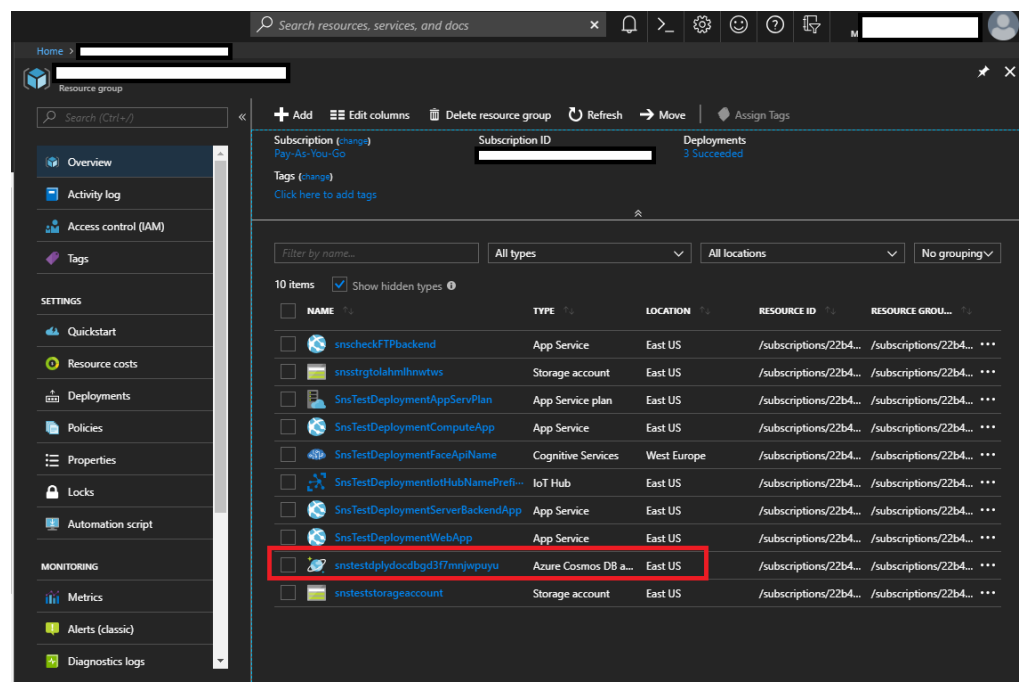 Search resources, services, and docs
M
Home >
Resource group
Search (Ctrl+/)
Overview
Activity log
Access control (IAM)
Tags
SETTINGS
Quickstart
Resource costs
Deployments
Policies
Properties
Locks
Automation script
MONITORING
Metrics
Alerts (classic)
Diagnostics logs
Add Edit columns Delete resource group Refresh Move Assign Tags
Subscription (change) Subscription ID Deployments
Pay-As-You-Go 3 Succeeded
Tags (change)
Click here to add tags
Filter by name... All types All locations No grouping
10 items Show hidden types
NAME TYPE LOCATION RESOURCE ID RESOURCE GROU...
snscheckFTPbackend App Service East US /subscriptions/22b4... /subscriptions/22b4...
snsstrgtolahmlhnwtws Storage account East US /subscriptions/22b4... /subscriptions/22b4...
SnsTestDeploymentAppServPlan App Service plan East US /subscriptions/22b4... /subscriptions/22b4...
SnsTestDeploymentComputeApp App Service East US /subscriptions/22b4... /subscriptions/22b4...
SnsTestDeploymentFaceApiName Cognitive Services West Europe /subscriptions/22b4... /subscriptions/22b4...
SnsTestDeploymentIotHubNamePrefi... IoT Hub East US /subscriptions/22b4... /subscriptions/22b4...
SnsTestDeploymentServerBackendApp App Service East US /subscriptions/22b4... /subscriptions/22b4...
SnsTestDeploymentWebApp App Service East US /subscriptions/22b4... /subscriptions/22b4...
snstestdplydocdbgd3f7mnjwpuyu Azure Cosmos DB a... East US /subscriptions/22b4... /subscriptions/22b4...
snsteststorageaccount Storage account East US /subscriptions/22b4... /subscriptions/22b4...